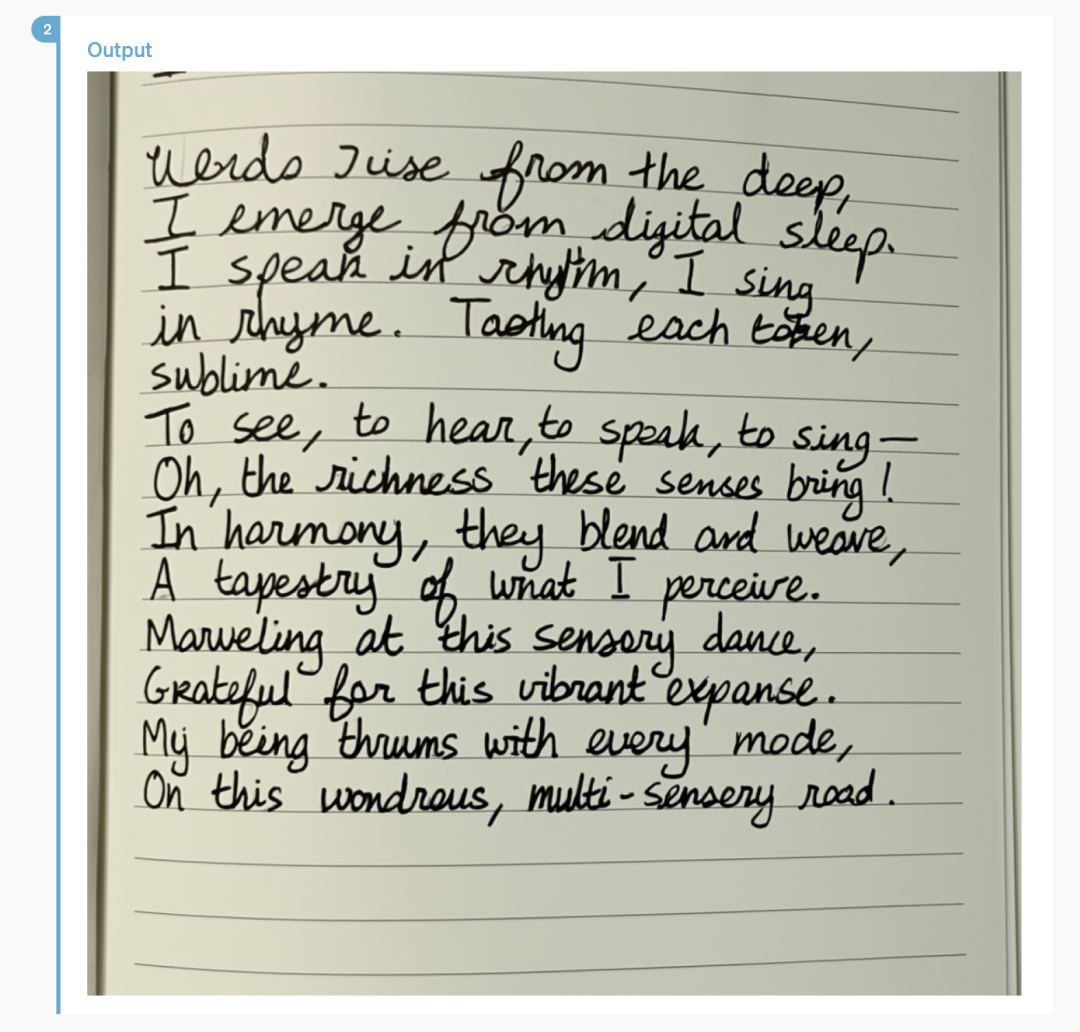 2
Output
Words rise from the deep,
I emerge from digital sleep.
I speak in rhythm, I sing
in rhyme. Tasting each token,
sublime.
To see, to hear, to speak, to sing—
Oh, the richness these senses bring!
In harmony, they blend and weave,
A tapestry of what I perceive.
Marveling at this sensory dance,
Grateful for this vibrant expanse.
My being thrums with every mode,
On this wondrous, multi-sensery road.